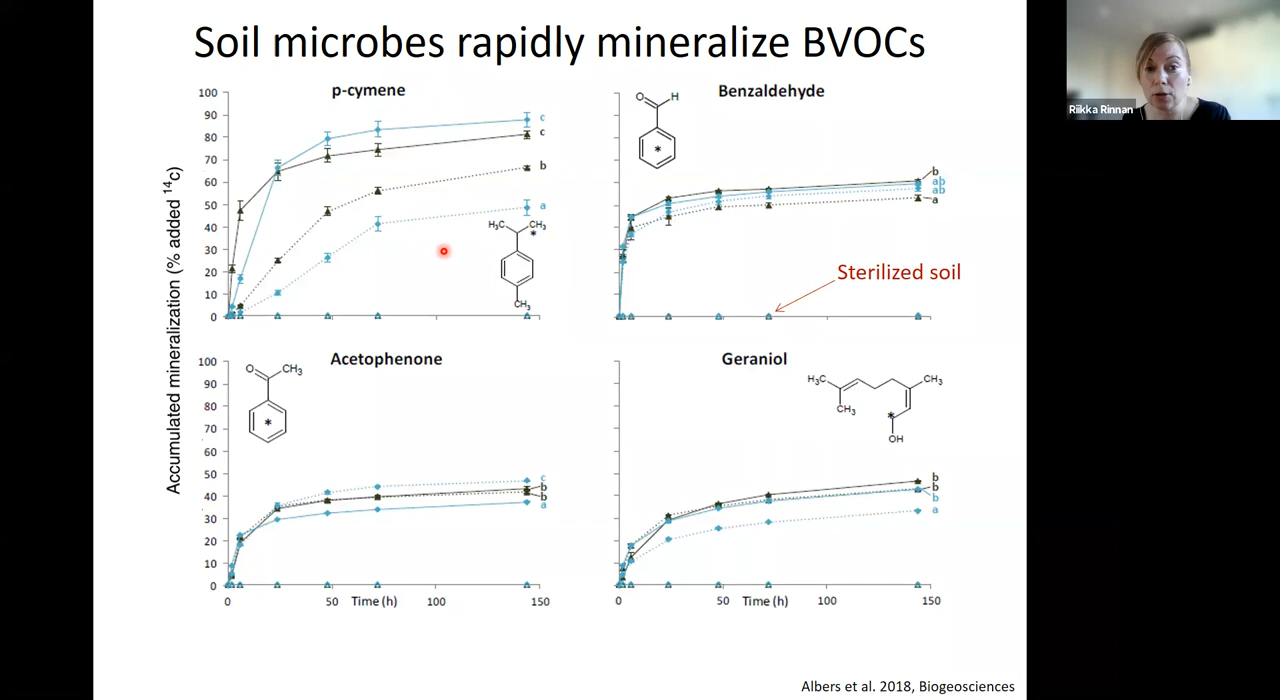 Soil microbes rapidly mineralize BVOCs
Riikka Rinnan
Accumulated mineralization (% added ¹⁴c)
p-cymene
100
90
80
70
60
50
40
30
20
10
0
c
c
b
a
H₃C
CH₃
*
CH₃
Benzaldehyde
O
H
*
b
ab
ab
a
Sterilized soil
Acetophenone
100
90
80
70
60
50
40
30
20
10
0
O
CH₃
*
c
b
b
a
0
50
Time (h)
100
150
Geraniol
H₃C
CH₃
CH₃
*
OH
b
b
b
a
0
50
Time (h)
100
150
Albers et al. 2018, Biogeosciences